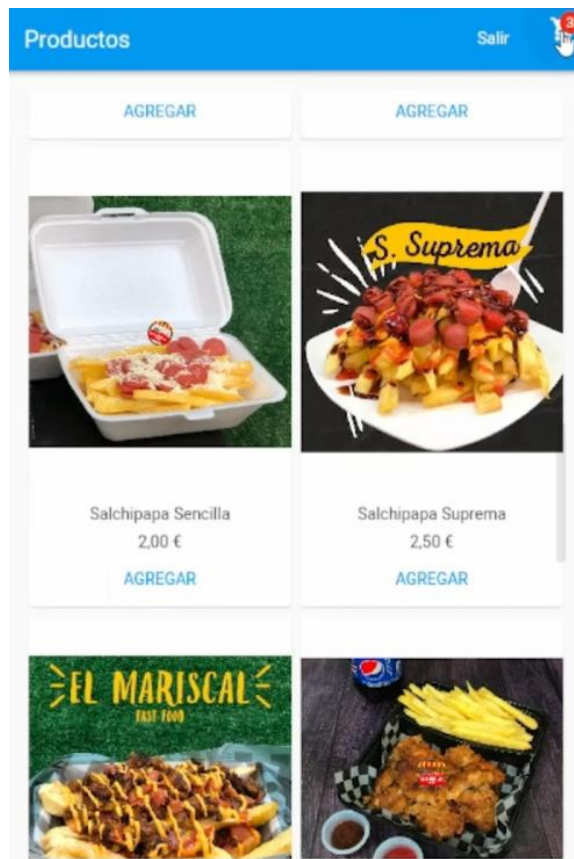 Productos
Salir
3
AGREGAR
AGREGAR
S. Suprema
Salchipapa Sencilla
2,00 €
AGREGAR
Salchipapa Suprema
2,50 €
AGREGAR
EL MARISCAL
FAST FOOD